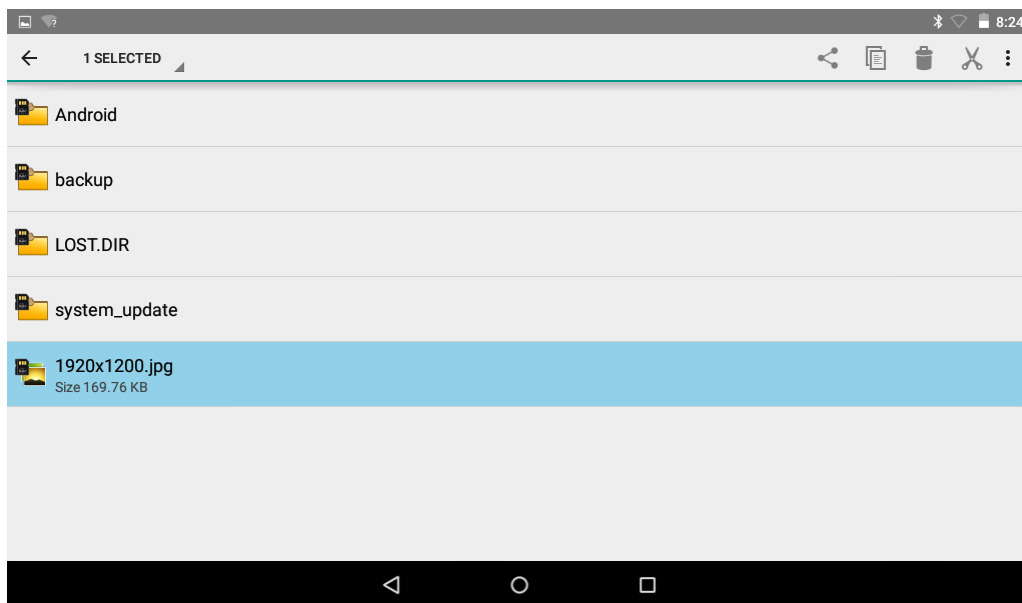 8:24
1 SELECTED
Android
backup
LOST.DIR
system_update
1920x1200.jpg
Size 169.76 KB